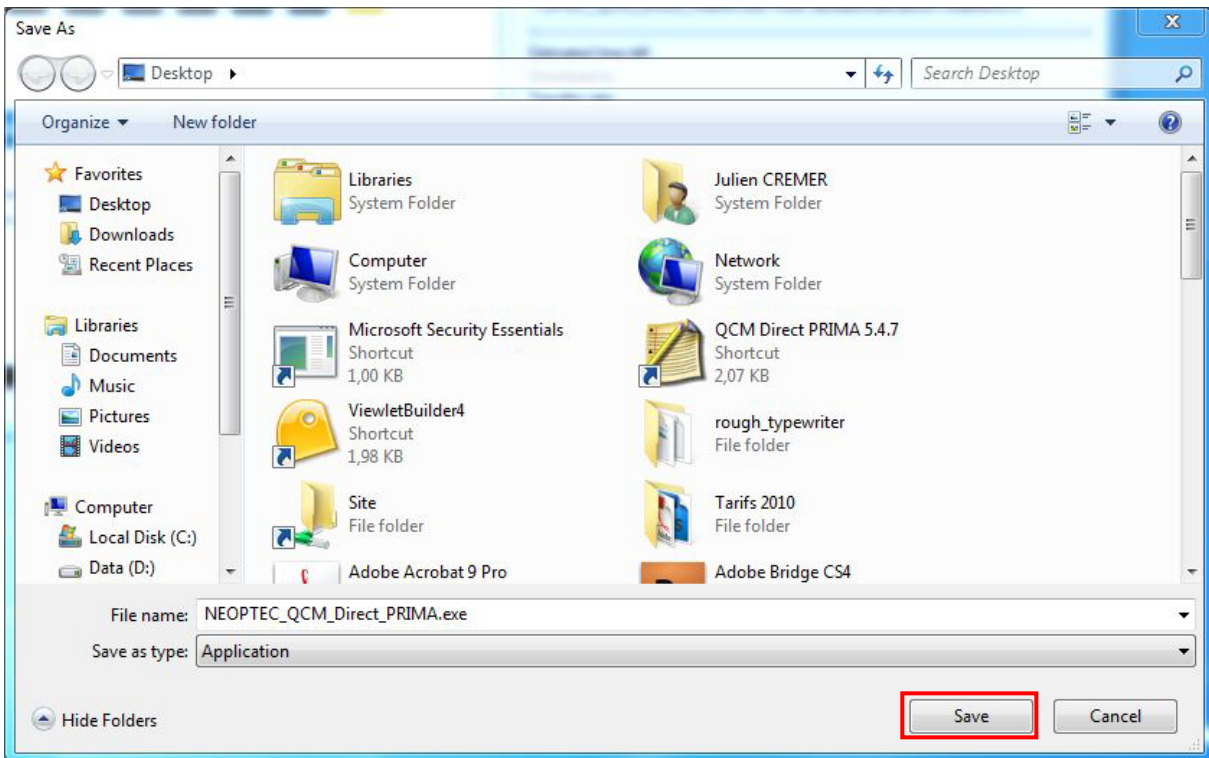 Save As
Desktop
Search Desktop
Organize
New folder
Favorites
Desktop
Downloads
Recent Places
Libraries
Documents
Music
Pictures
Videos
Computer
Local Disk (C:)
Data (D:)
Libraries
System Folder
Julien CREMER
System Folder
Computer
System Folder
Network
System Folder
Microsoft Security Essentials
Shortcut
1,00 KB
QCM Direct PRIMA 5.4.7
Shortcut
2,07 KB
ViewletBuilder4
Shortcut
1,98 KB
rough_typewriter
File folder
Site
File folder
Tarifs 2010
File folder
Adobe Acrobat 9 Pro
Adobe Bridge CS4
File name: NEOPTEC_QCM_Direct_PRIMA.exe
Save as type: Application
Hide Folders
Save
Cancel